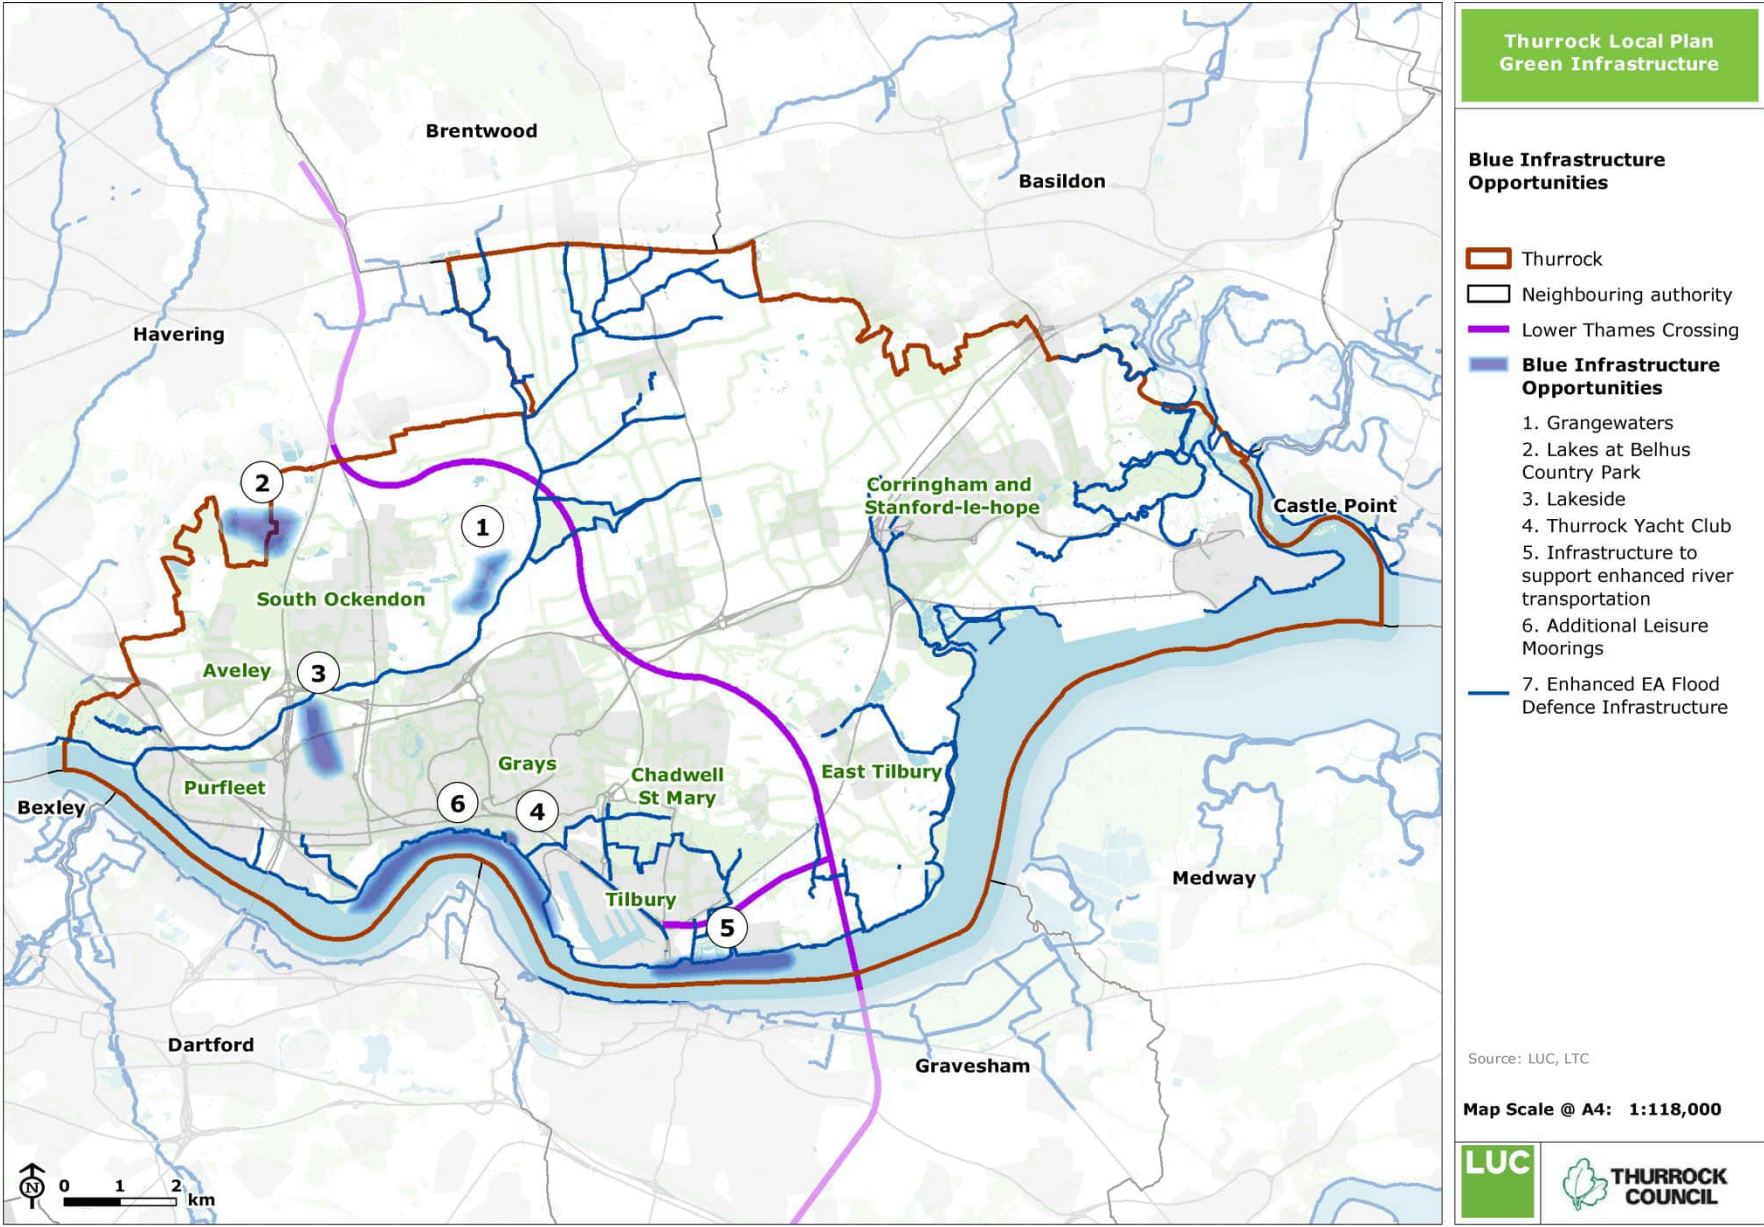 Brentwood
Basildon
Havering
2
1
Corringham and
Stanford-le-hope
Castle Point
South Ockendon
Aveley
3
Grays
Chadwell
St Mary
East Tilbury
Purfleet
Bexley
6
4
Medway
Tilbury
5
Dartford
Gravesham
N
0 1 2 km
Thurrock Local Plan
Green Infrastructure
Blue Infrastructure
Opportunities
Thurrock
Neighbouring authority
Lower Thames Crossing
Blue Infrastructure
Opportunities
1. Grangewaters
2. Lakes at Belhus
Country Park
3. Lakeside
4. Thurrock Yacht Club
5. Infrastructure to
support enhanced river
transportation
6. Additional Leisure
Moorings
7. Enhanced EA Flood
Defence Infrastructure
Source: LUC, LTC
Map Scale @ A4: 1:118,000
LUC
THURROCK
COUNCIL